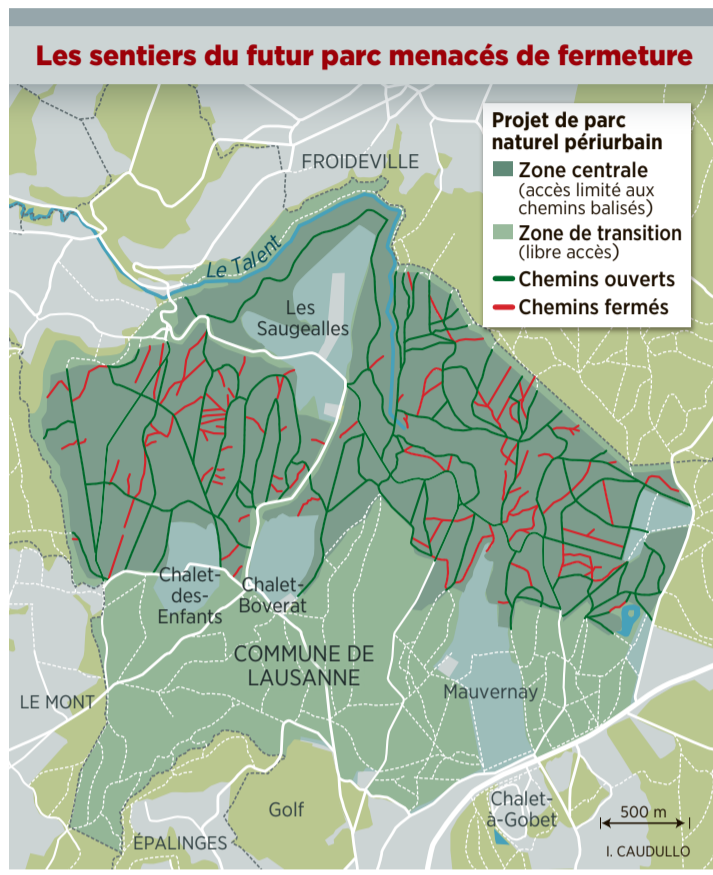 Les sentiers du futur parc menacés de fermeture
Projet de parc
naturel périurbain
Zone centrale
(accès limité aux
chemins balisés)
Zone de transition
(libre accès)
Chemins ouverts
Chemins fermés
FROIDEVILLE
Le Talent
Les
Saugealles
Chalet-
des-
Enfants
Chalet-
Boverat
COMMUNE DE
LAUSANNE
LE MONT
Mauvernay
Golf
Chalet-
à-Gobet
ÉPALINGES
500 m
I. CAUDULLO